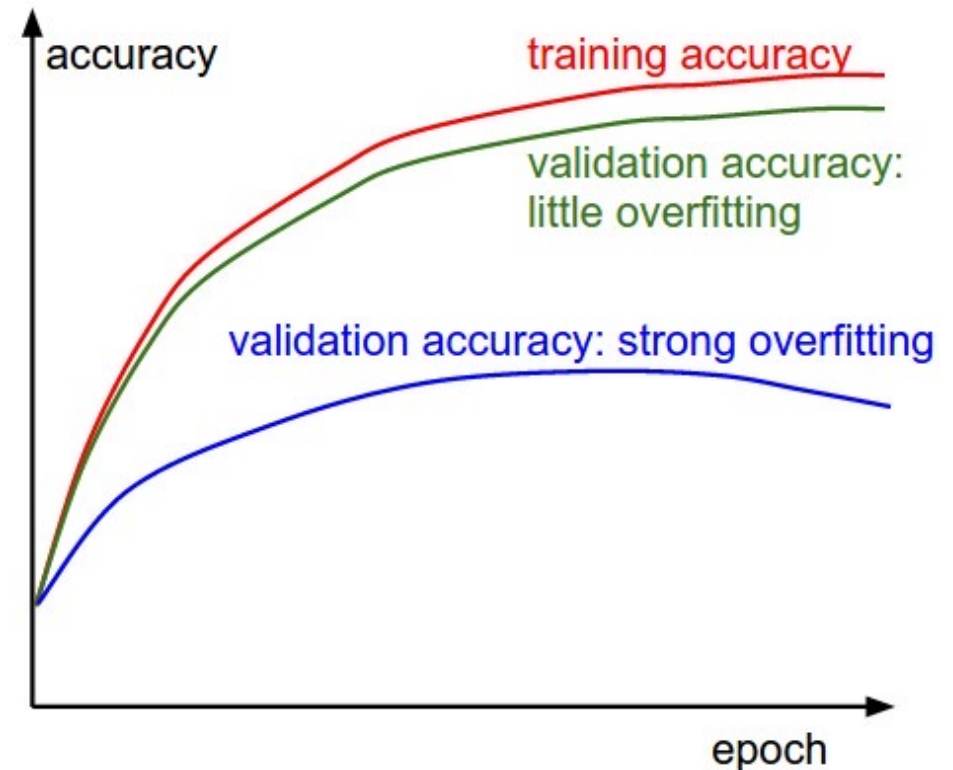 accuracy
training accuracy
validation accuracy:
little overfitting
validation accuracy: strong overfitting
epoch